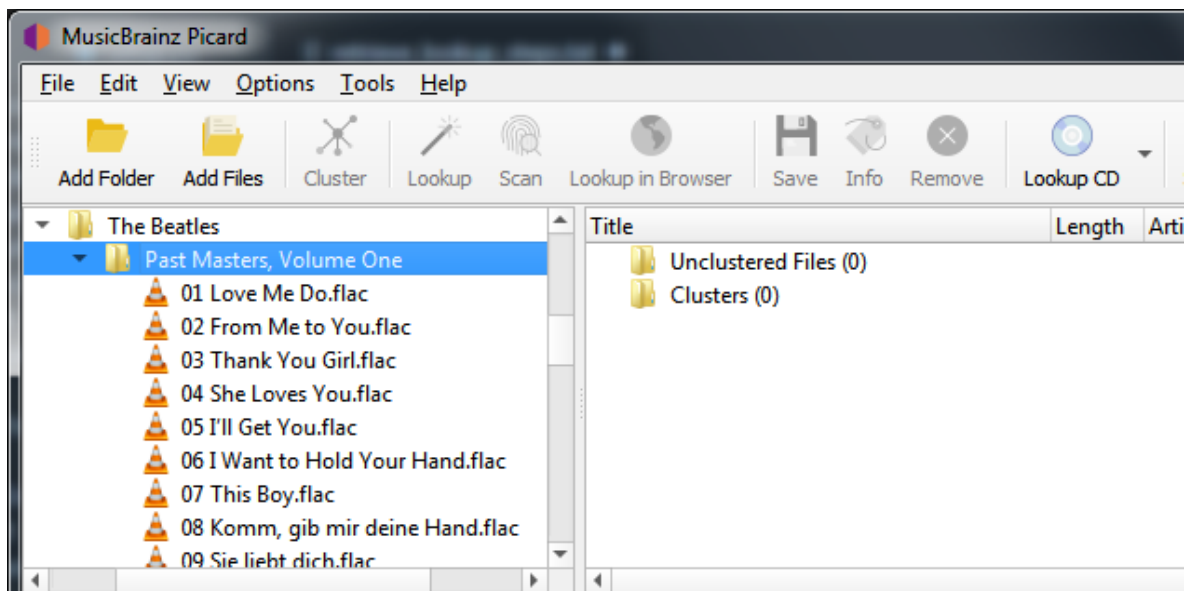 MusicBrainz Picard
File Edit View Options Tools Help
Add Folder Add Files Cluster Lookup Scan Lookup in Browser Save Info Remove Lookup CD
The Beatles
Past Masters, Volume One
01 Love Me Do.flac
02 From Me to You.flac
03 Thank You Girl.flac
04 She Loves You.flac
05 I'll Get You.flac
06 I Want to Hold Your Hand.flac
07 This Boy.flac
08 Komm, gib mir deine Hand.flac
09 Sie liebt dich.flac
Title Length Arti
Unclustered Files (0)
Clusters (0)